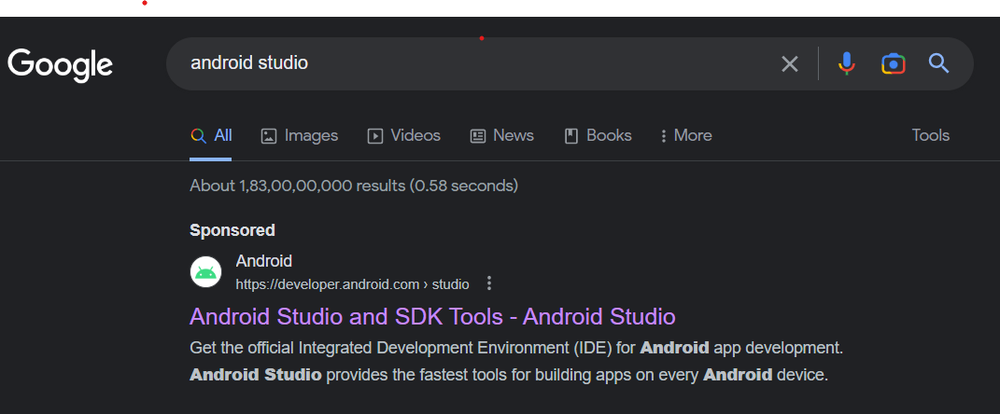 Google
android studio
All Images Videos News Books More Tools
About 1,83,00,00,000 results (0.58 seconds)
Sponsored
Android
https://developer.android.com › studio
Android Studio and SDK Tools - Android Studio
Get the official Integrated Development Environment (IDE) for Android app development.
Android Studio provides the fastest tools for building apps on every Android device.